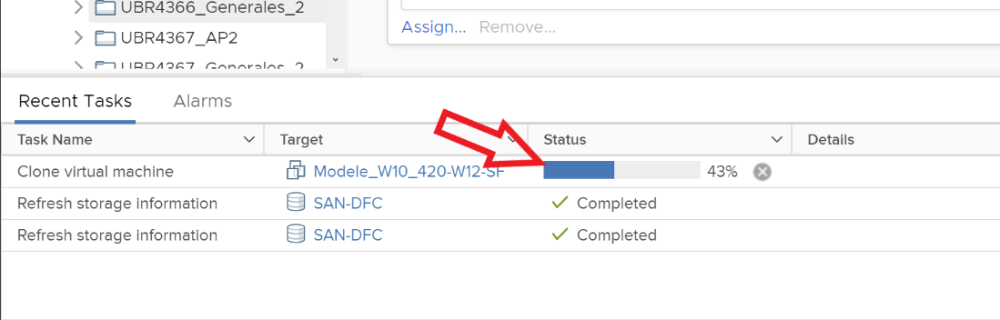 UBR4366_Generales_2
UBR4367_AP2
UBR4367_Generales_2
Assign... Remove...
Recent Tasks Alarms
Task Name Target Status Details
Clone virtual machine Modele_W10_420-W12-SF 43%
Refresh storage information SAN-DFC Completed
Refresh storage information SAN-DFC Completed